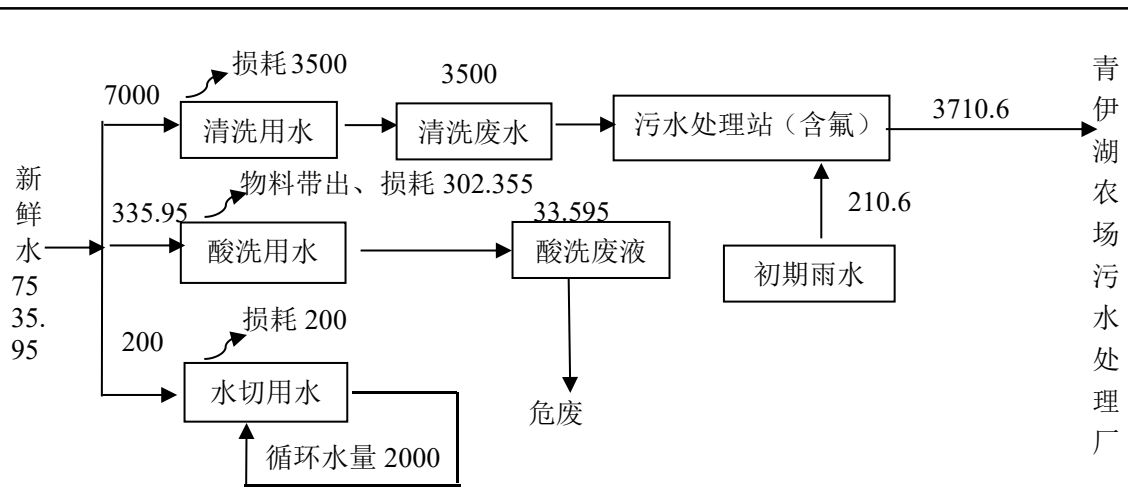 损耗3500
7000
3500
清洗用水
清洗废水
污水处理站（含氟）
3710.6
青伊湖农场污水处理厂
新鲜水7535.95
物料带出、损耗302.355
335.95
33.595
210.6
酸洗用水
酸洗废液
初期雨水
损耗200
200
水切用水
危废
循环水量2000